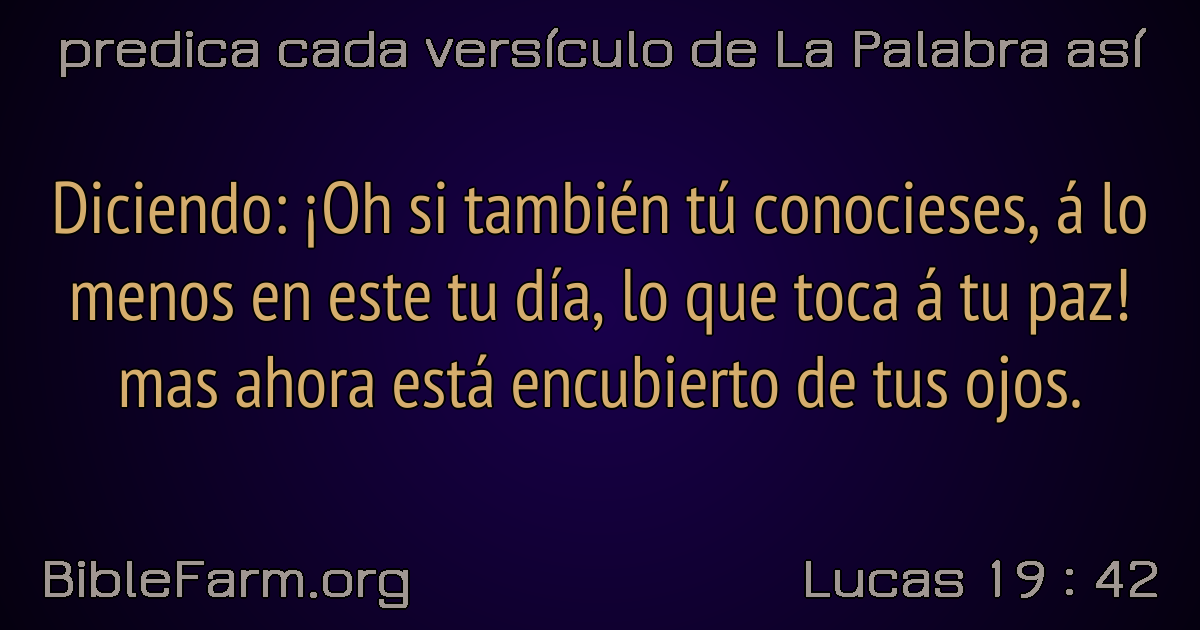 predica cada versículo de La Palabra así
Diciendo: ¡Oh si también tú conocieses, á lo
menos en este tu día, lo que toca á tu paz!
mas ahora está encubierto de tus ojos.
BibleFarm.org
Lucas 19 : 42